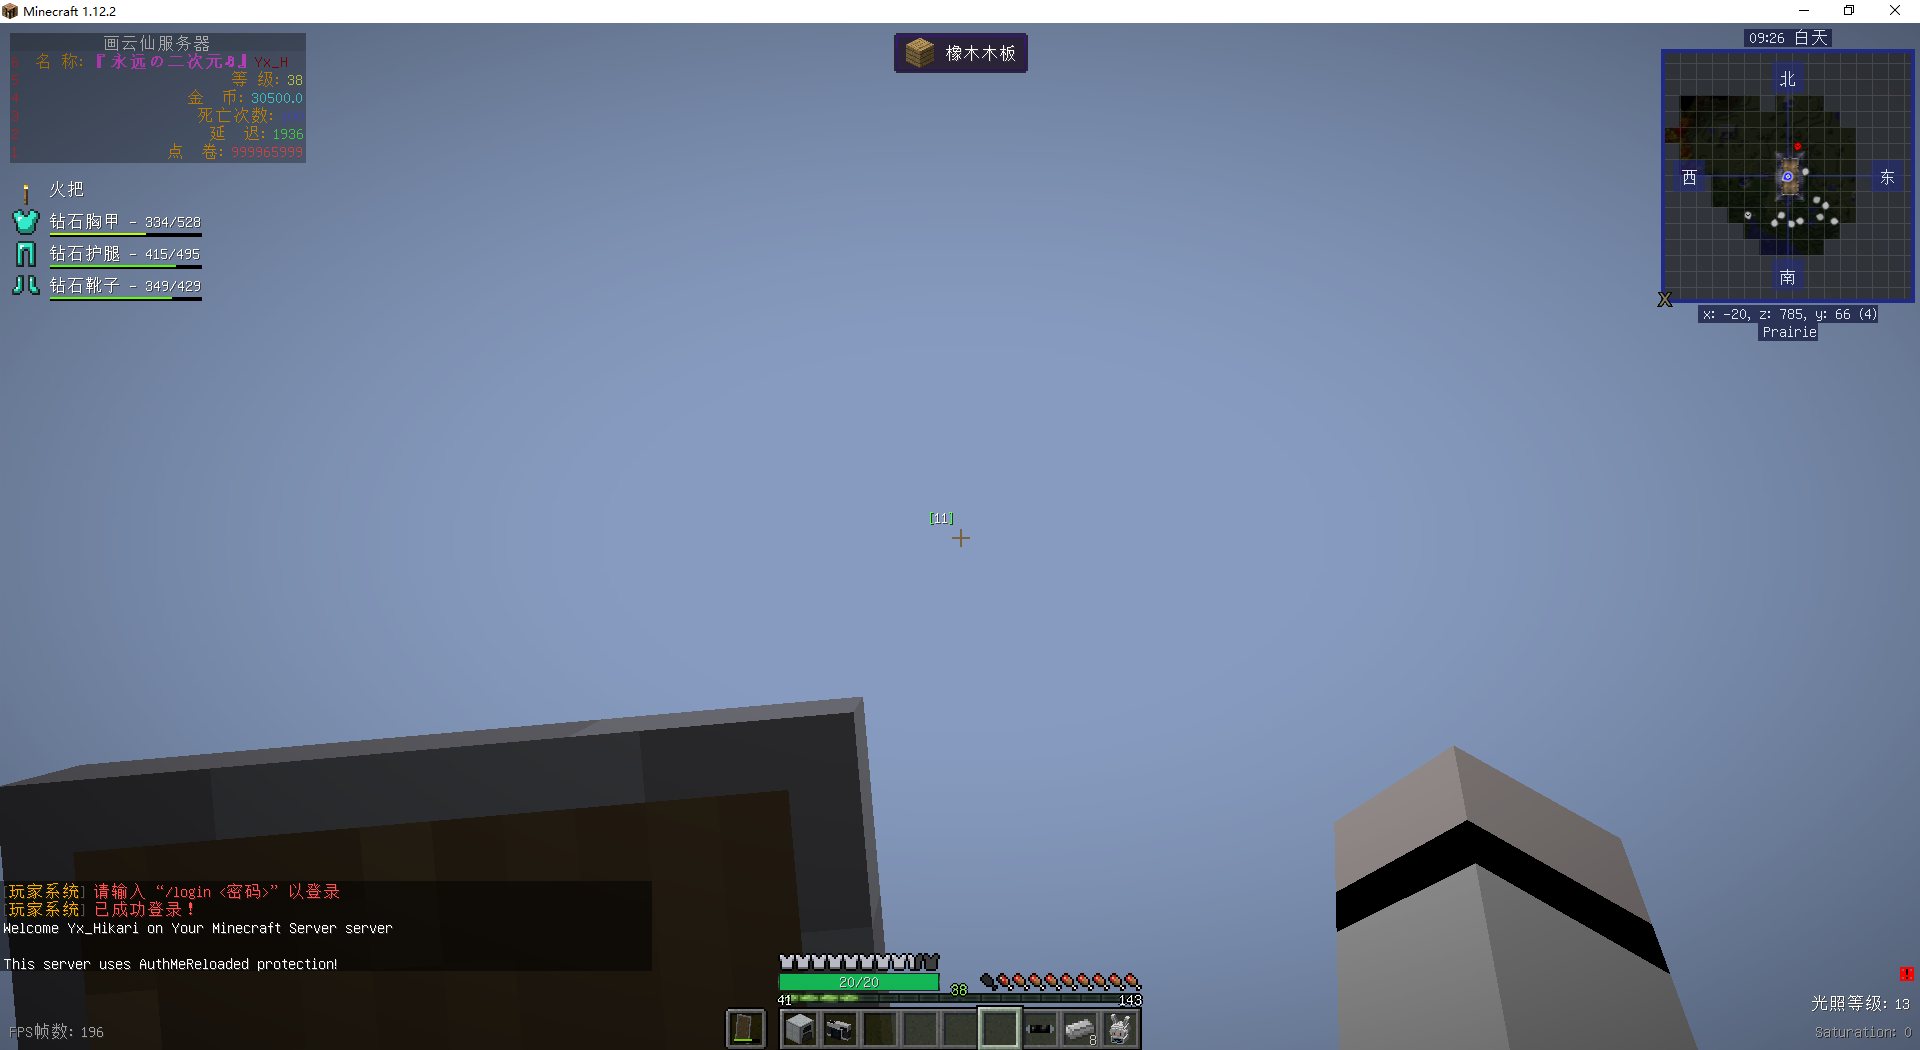 Minecraft 1.12.2
画云仙服务器
名 称:『永远の二次元 Yx_H
等 级: 38
金 币: 30500.0
死亡次数:
延 迟: 1936
点 卷: 999965999
火把
钻石胸甲 - 334/528
钻石护腿 - 415/495
钻石靴子 - 349/429
橡木木板
09:26 白天
北
西
东
南
x: -20, z: 785, y: 66 (4)
Prairie
[11]
[玩家系统] 请输入 “/login <密码>” 以登录
[玩家系统] 已成功登录!
Welcome Yx_Hikari on Your Minecraft Server server
This server uses AuthMeReloaded protection!
FPS帧数: 196
20/20
41
38
143
8
光照等级: 13
Saturation: 0